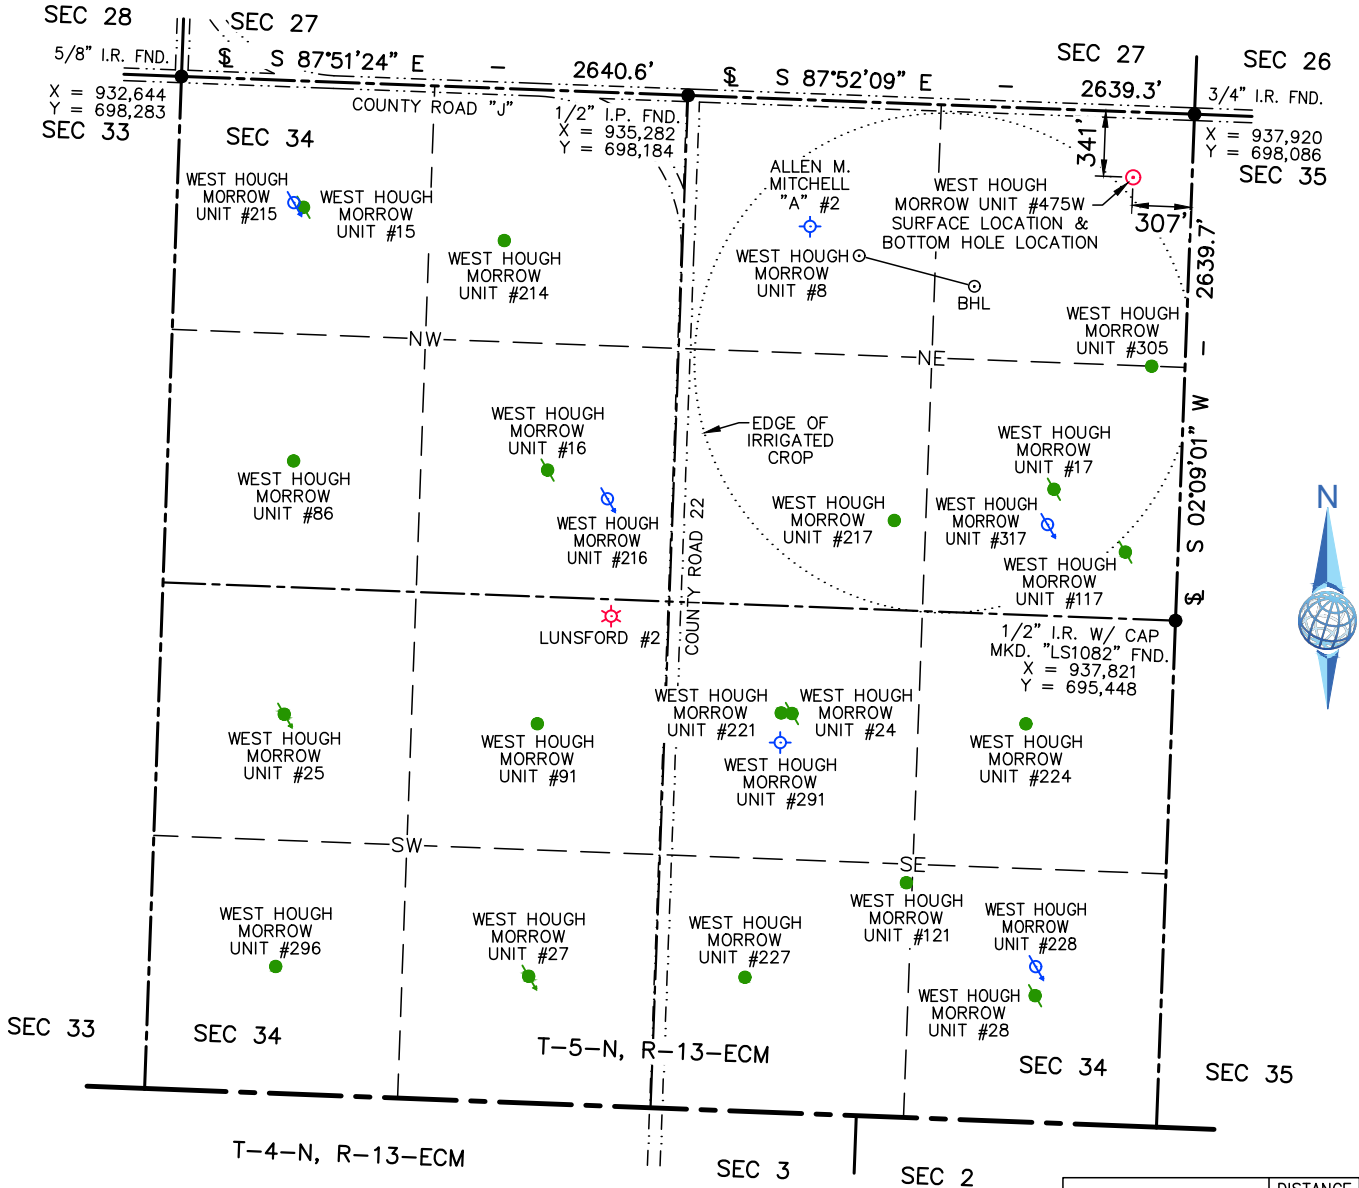 SEC 28
SEC 27
SEC 27
SEC 26
5/8" I.R. FND.
S 87°51'24" E - 2640.6'
S 87°52'09" E - 2639.3'
3/4" I.R. FND.
X = 932,644
Y = 698,283
COUNTY ROAD "J"
1/2" I.P. FND.
X = 935,282
Y = 698,184
X = 937,920
Y = 698,086
SEC 33
SEC 34
SEC 35
341'
307'
2639.7'
S 02°09'01" W -
WEST HOUGH
MORROW
UNIT #215
WEST HOUGH
MORROW
UNIT #15
WEST HOUGH
MORROW
UNIT #214
ALLEN M.
MITCHELL
"A" #2
WEST HOUGH
MORROW UNIT #475W
SURFACE LOCATION &
BOTTOM HOLE LOCATION
WEST HOUGH
MORROW
UNIT #8
BHL
WEST HOUGH
MORROW
UNIT #305
NW
NE
WEST HOUGH
MORROW
UNIT #16
EDGE OF
IRRIGATED
CROP
WEST HOUGH
MORROW
UNIT #17
WEST HOUGH
MORROW
UNIT #86
WEST HOUGH
MORROW
UNIT #216
WEST HOUGH
MORROW
UNIT #217
WEST HOUGH
MORROW
UNIT #317
WEST HOUGH
MORROW
UNIT #117
COUNTY ROAD 22
N
LUNSFORD #2
1/2" I.R. W/ CAP
MKD. "LS1082" FND.
X = 937,821
Y = 695,448
WEST HOUGH
MORROW
UNIT #25
WEST HOUGH
MORROW
UNIT #91
WEST HOUGH
MORROW
UNIT #221
WEST HOUGH
MORROW
UNIT #24
WEST HOUGH
MORROW
UNIT #291
WEST HOUGH
MORROW
UNIT #224
SW
SE
WEST HOUGH
MORROW
UNIT #296
WEST HOUGH
MORROW
UNIT #27
WEST HOUGH
MORROW
UNIT #227
WEST HOUGH
MORROW
UNIT #121
WEST HOUGH
MORROW
UNIT #228
WEST HOUGH
MORROW
UNIT #28
SEC 33
SEC 34
T-5-N, R-13-ECM
SEC 34
SEC 35
T-4-N, R-13-ECM
SEC 3
SEC 2
DISTANCE